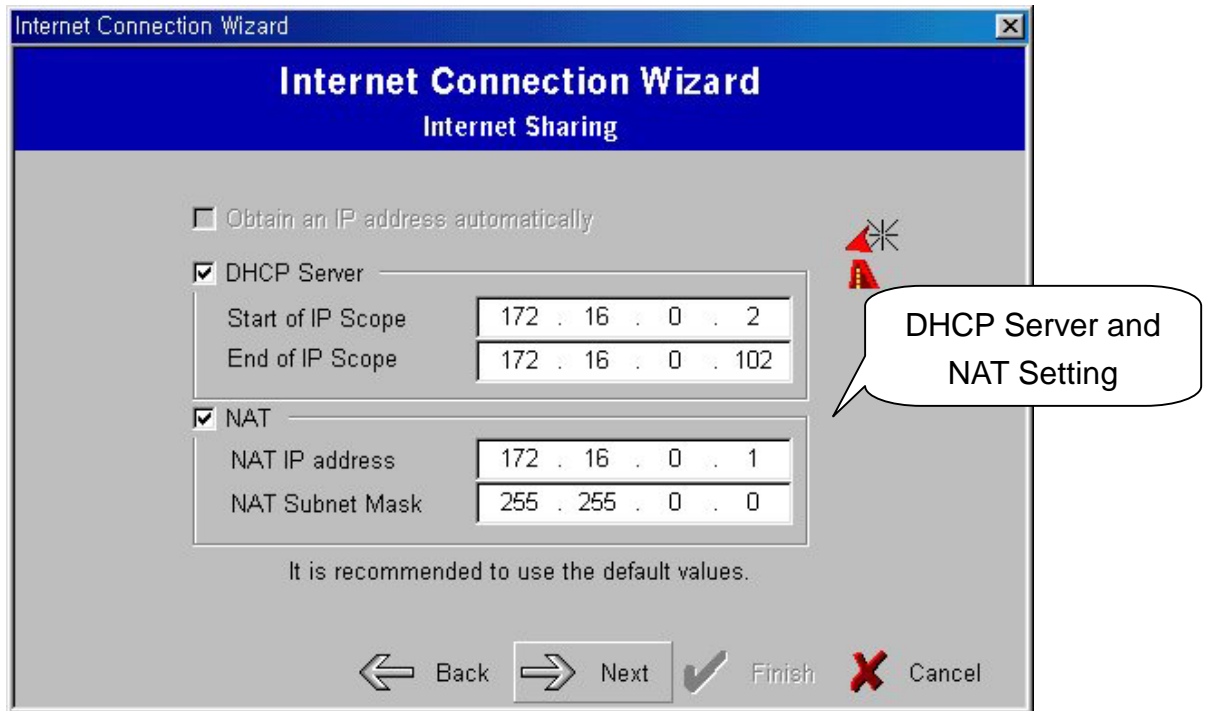 Internet Connection Wizard
Internet Connection Wizard
Internet Sharing
Obtain an IP address automatically
DHCP Server
Start of IP Scope 172 . 16 . 0 . 2
End of IP Scope 172 . 16 . 0 . 102
DHCP Server and
NAT Setting
NAT
NAT IP address 172 . 16 . 0 . 1
NAT Subnet Mask 255 . 255 . 0 . 0
It is recommended to use the default values.
Back Next Finish Cancel